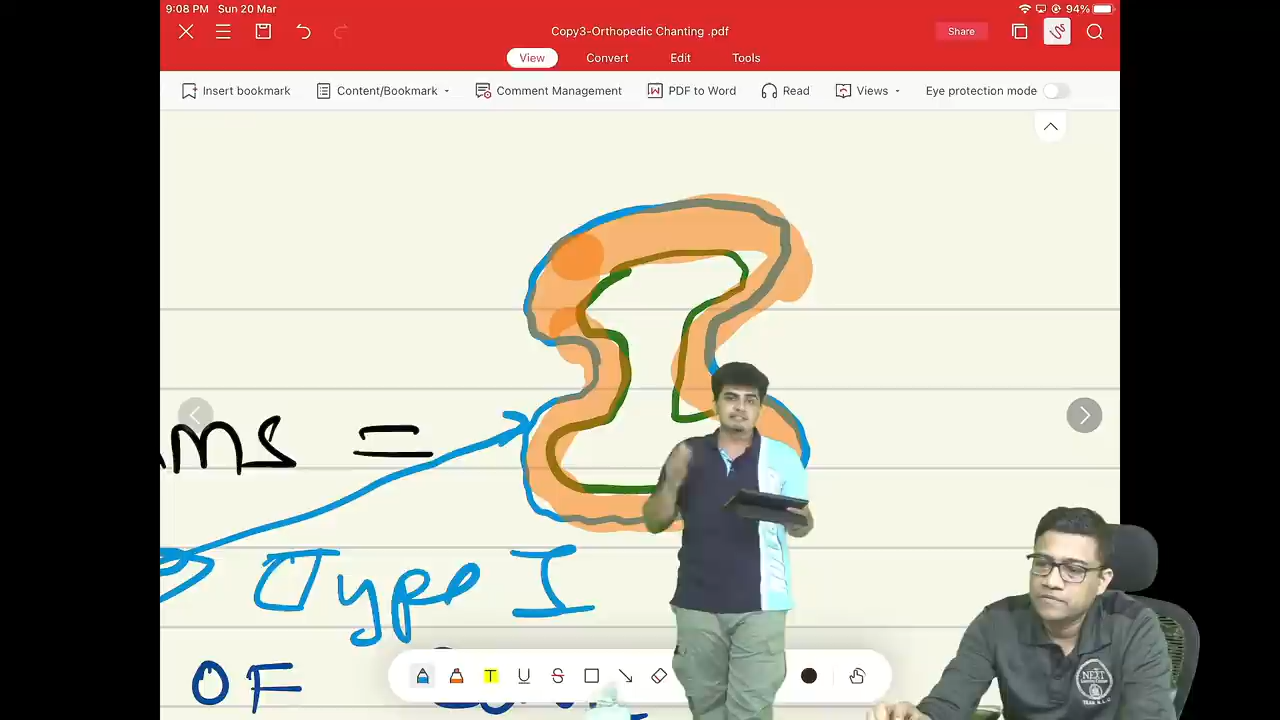 9:08 PM Sun 20 Mar 94%
Copy3-Orthopedic Chanting .pdf
Share
View Convert Edit Tools
Insert bookmark Content/Bookmark Comment Management PDF to Word Read Views Eye protection mode
ms =
Type I
OF
T U S
NEXT